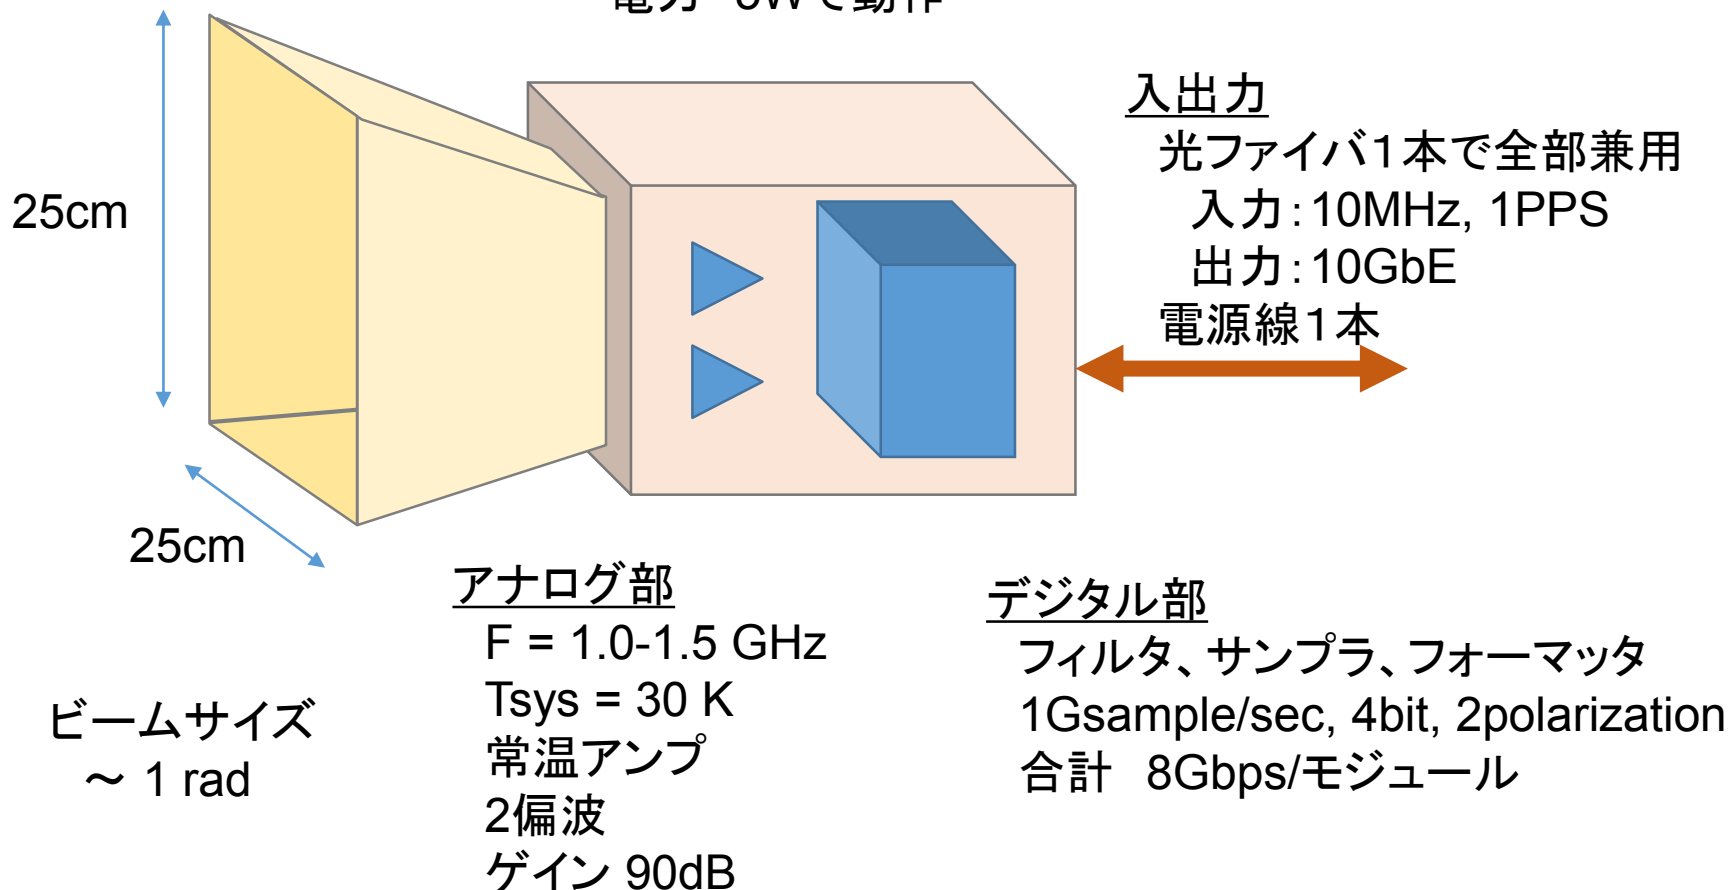 入出力
光ファイバ1本で全部兼用
入力:10MHz, 1PPS
出力:10GbE
電源線1本
25cm
25cm
アナログ部
F = 1.0-1.5 GHz
Tsys = 30 K
常温アンプ
2偏波
ゲイン 90dB
デジタル部
フィルタ、サンプラ、フォーマッタ
1Gsample/sec, 4bit, 2polarization
合計 8Gbps/モジュール
ビームサイズ
～ 1 rad